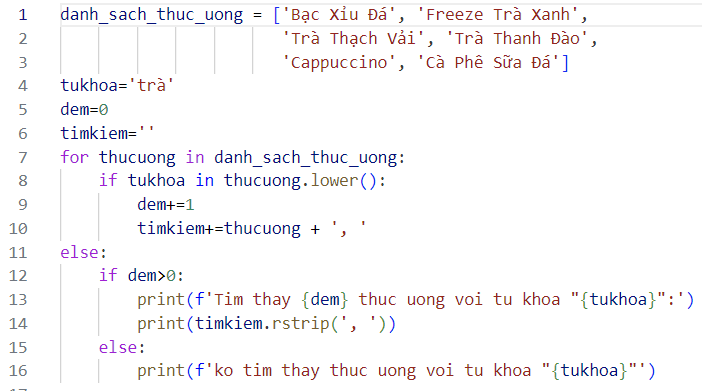 1 danh_sach_thuc_uong = ['Bạc Xỉu Đá', 'Freeze Trà Xanh',
2 'Trà Thạch Vải', 'Trà Thanh Đào',
3 'Cappuccino', 'Cà Phê Sữa Đá']
4 tukhoa='trà'
5 dem=0
6 timkiem=''
7 for thucuong in danh_sach_thuc_uong:
8 if tukhoa in thucuong.lower():
9 dem+=1
10 timkiem+=thucuong + ', '
11 else:
12 if dem>0:
13 print(f'Tim thay {dem} thuc uong voi tu khoa "{tukhoa}":')
14 print(timkiem.rstrip(', '))
15 else:
16 print(f'ko tim thay thuc uong voi tu khoa "{tukhoa}"')